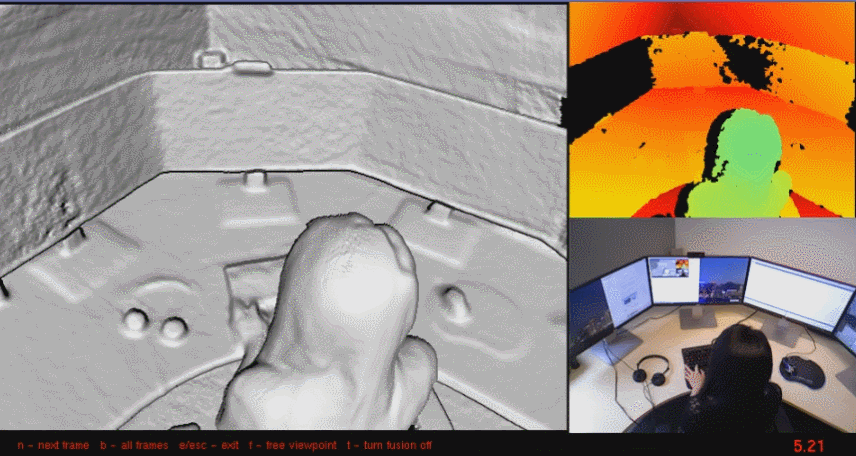 n - next frame b - all frames e/esc - exit f - free viewpoint t - turn fusion off
5.21